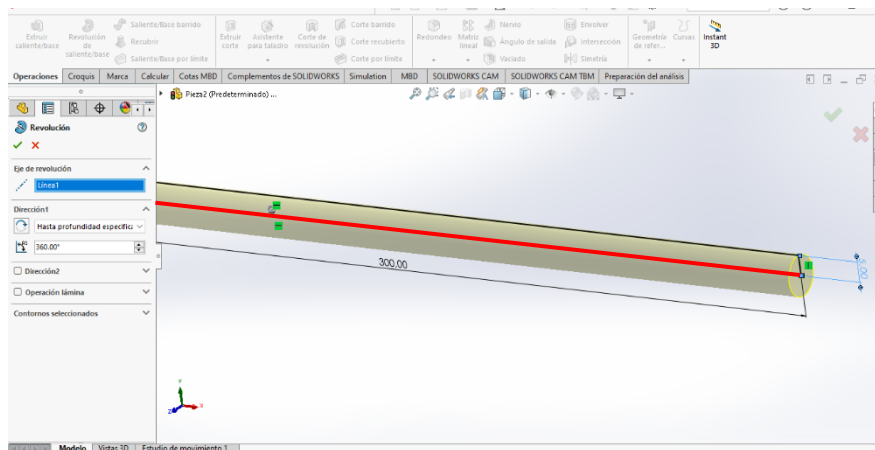 Extruir saliente/base
Revolución de saliente/base
Saliente/Base barrido
Recubrir
Saliente/Base por límite
Extruir corte
Asistente para taladro
Corte de revolución
Corte barrido
Corte recubierto
Corte por límite
Redondeo
Matriz lineal
Nervio
Ángulo de salida
Vaciado
Envolver
Intersección
Simetría
Geometría de refer...
Curvas
Instant 3D
Operaciones Croquis Marca Calcular Cotas MBD Complementos de SOLIDWORKS Simulation MBD SOLIDWORKS CAM SOLIDWORKS CAM TBM Preparación del análisis
Pieza2 (Predeterminado) ...
Revolución
Eje de revolución
Línea1
Dirección1
Hasta profundidad específica
360.00°
Dirección2
Operación lámina
Contornos seleccionados
300,00
5,00
Y
X
Z
Modelo Vistas 3D Estudio de movimiento 1